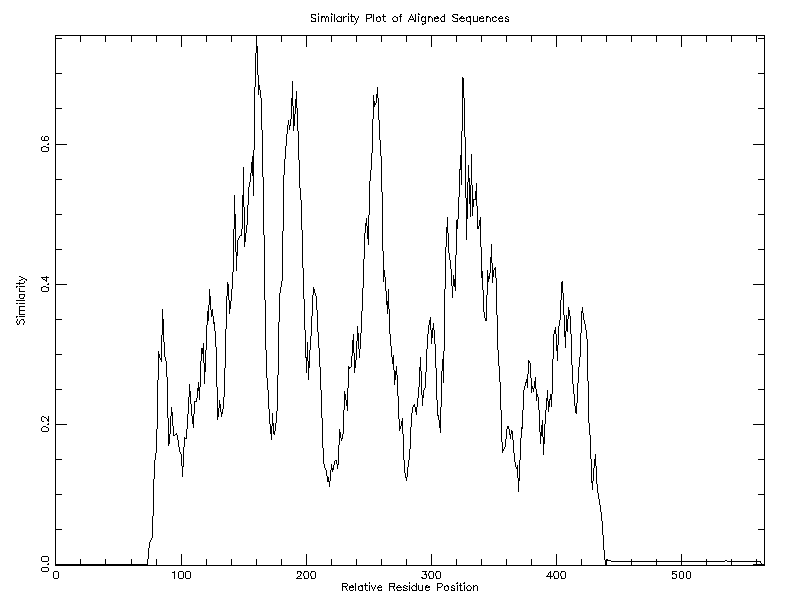 Similarity Plot of Aligned Sequences
0.6
0.4
0.2
0.0
Similarity
0 100 200 300 400 500
Relative Residue Position